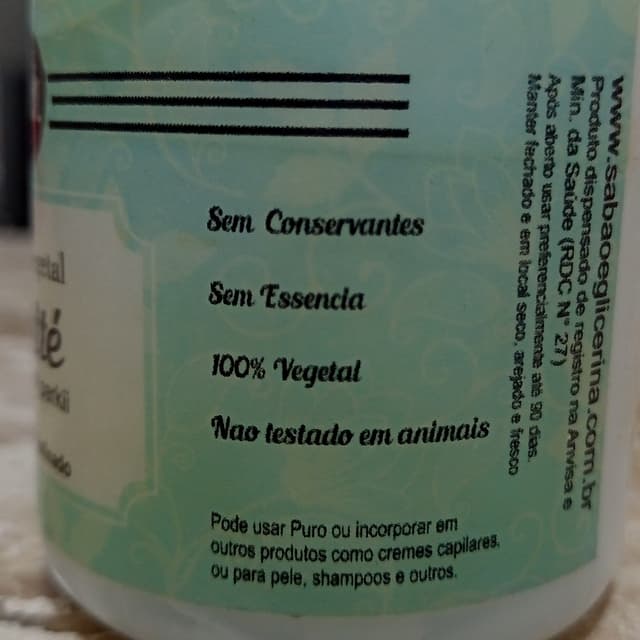 Sem Conservantes
Sem Essencia
100% Vegetal
Nao testado em animais
Pode usar Puro ou incorporar em
outros produtos como cremes capilares,
ou para pele, shampoos e outros.
www.sabaoeglicerina.com.br
Produto dispensado de registro na Anvisa e
Min. da Saúde (RDC N° 27)
Após aberto usar preferencialmente até 90 dias.
Manter fechado e em local seco, arejado e fresco